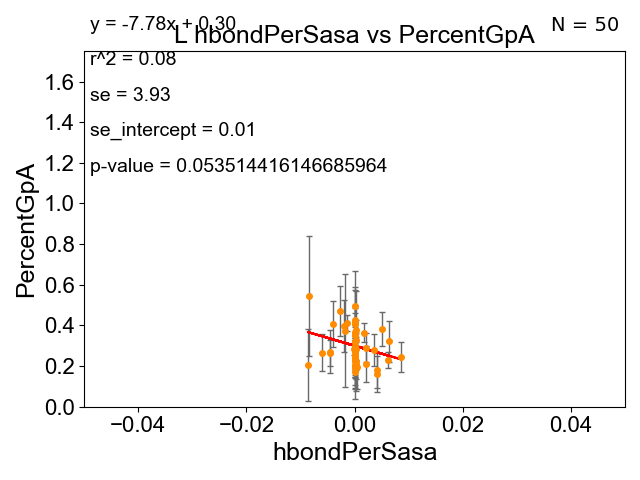 y = -7.78x + 0.30
N = 50
L hbondPerSasa vs PercentGpA
r^2 = 0.08
se = 3.93
se_intercept = 0.01
p-value = 0.053514416146685964
PercentGpA
1.6
1.4
1.2
1.0
0.8
0.6
0.4
0.2
0.0
−0.04
−0.02
0.00
0.02
0.04
hbondPerSasa